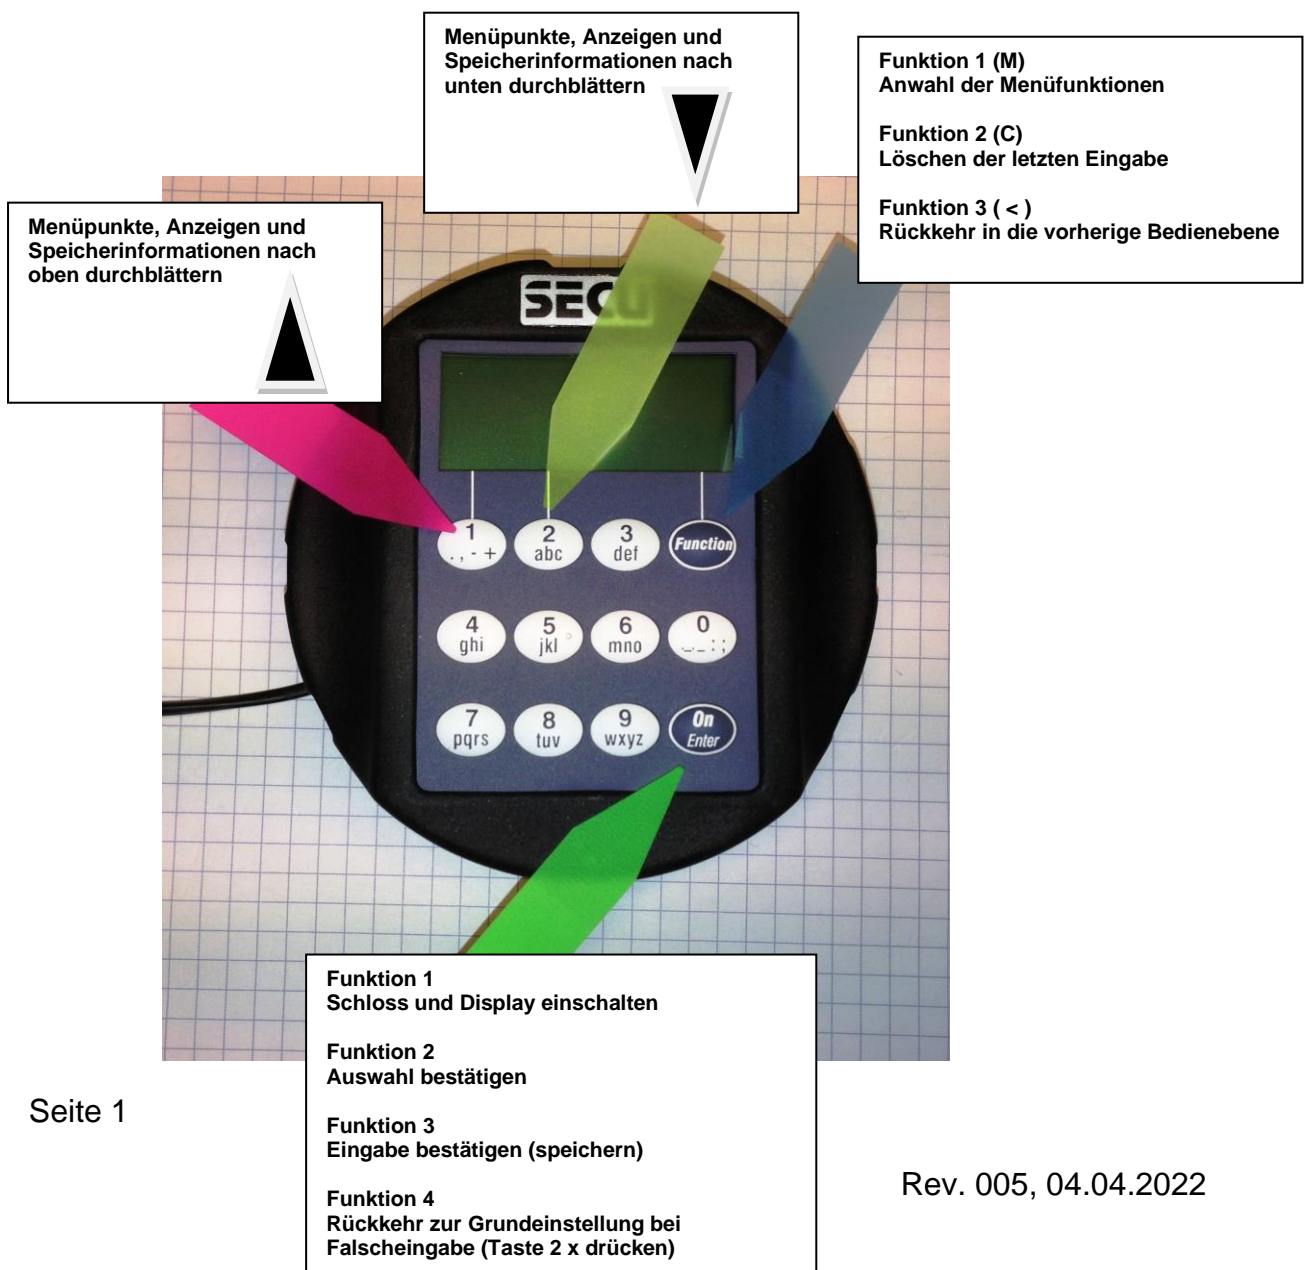 Menüpunkte, Anzeigen und
Speicherinformationen nach
unten durchblättern
Funktion 1 (M)
Anwahl der Menüfunktionen
Funktion 2 (C)
Löschen der letzten Eingabe
Funktion 3 ( < )
Rückkehr in die vorherige Bedienebene
Menüpunkte, Anzeigen und
Speicherinformationen nach
oben durchblättern
SECU
1 2 3 Function
. , - + abc def
4 5 6 0
ghi jkl mno ._. _ : ;
7 8 9 On
pqrs tuv wxyz Enter
Funktion 1
Schloss und Display einschalten
Funktion 2
Auswahl bestätigen
Funktion 3
Eingabe bestätigen (speichern)
Funktion 4
Rückkehr zur Grundeinstellung bei
Falscheingabe (Taste 2 x drücken)
Seite 1
Rev. 005, 04.04.2022